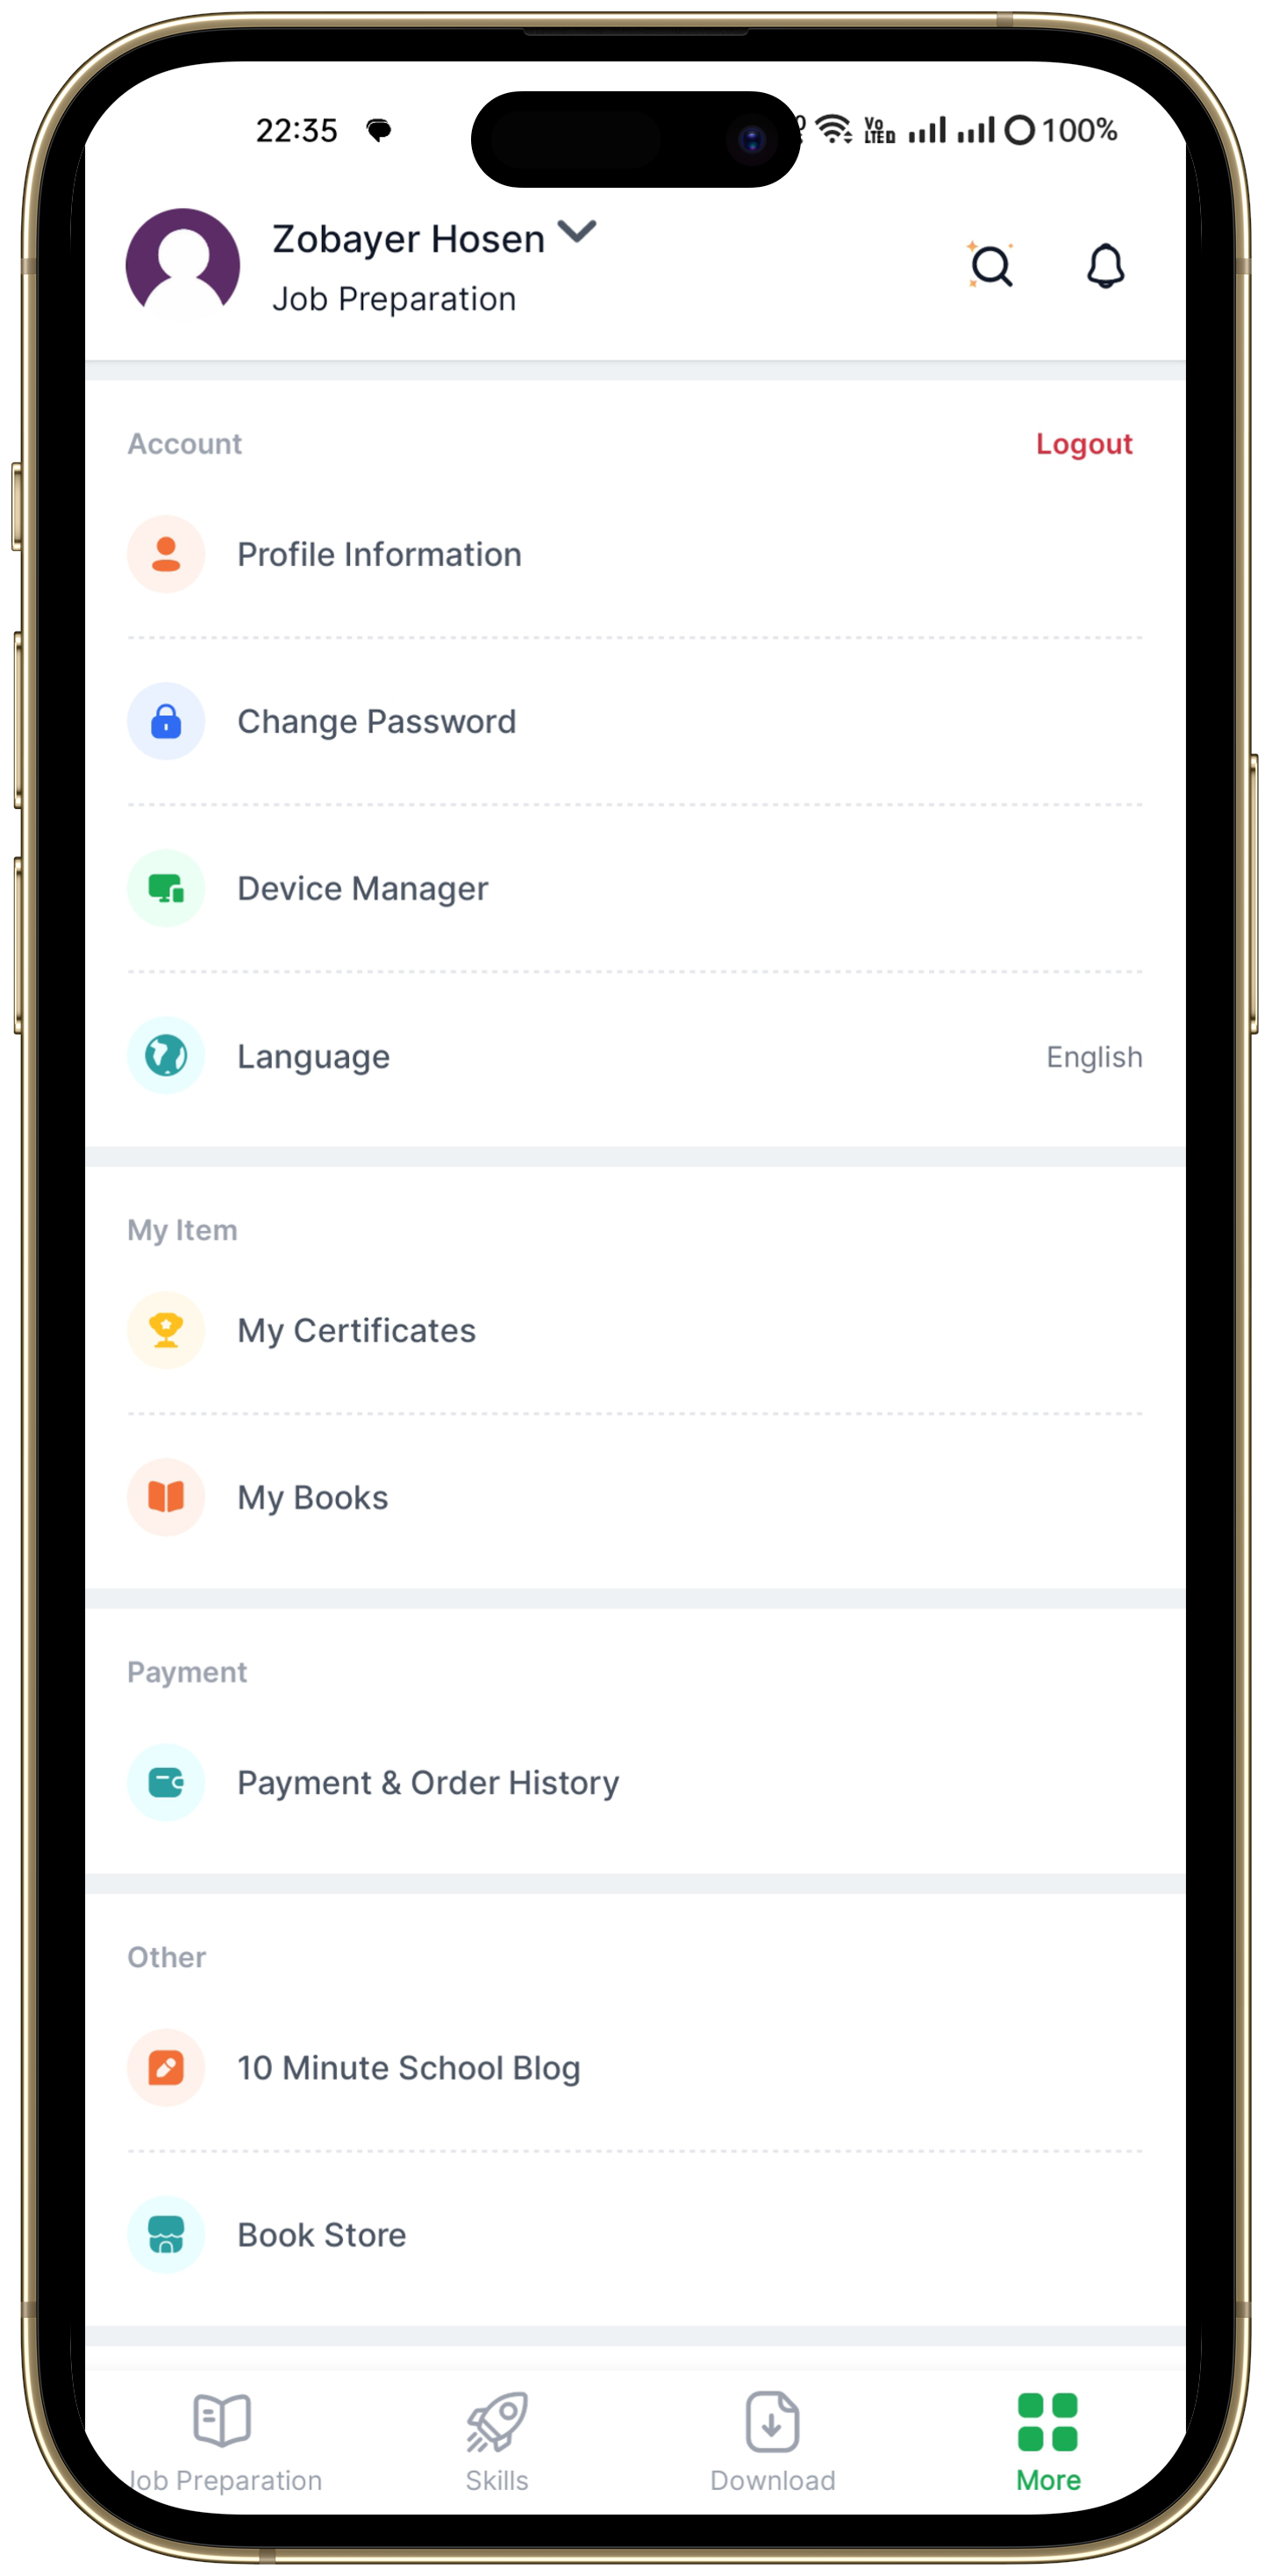 22:35 VoLTE 100%
Zobayer Hosen
Job Preparation
Account Logout
Profile Information
Change Password
Device Manager
Language English
My Item
My Certificates
My Books
Payment
Payment & Order History
Other
10 Minute School Blog
Book Store
Job Preparation Skills Download More